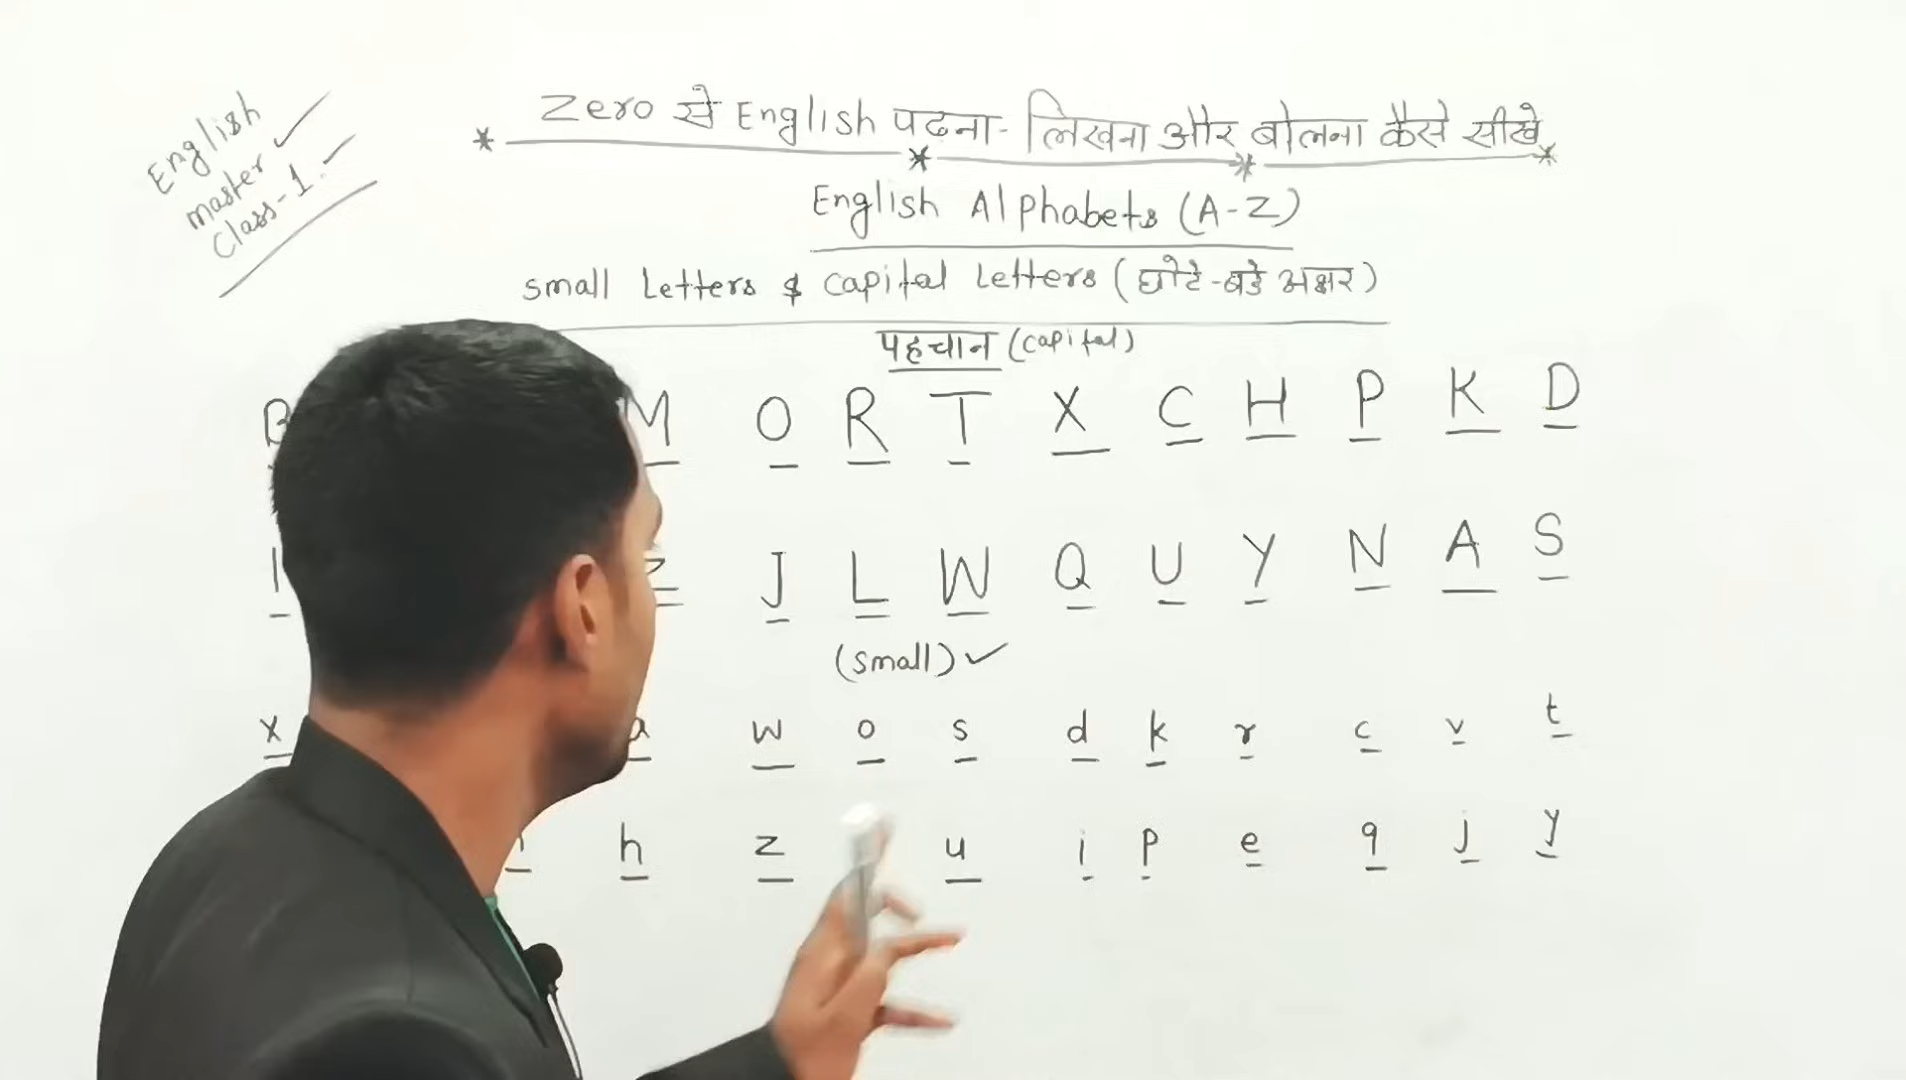 English
master ✓
Class-1.
Zero से English पढना-लिखना और बोलना कैसे सीखे
English Alphabets (A-Z)
small Letters & Capital Letters (छोटे-बडे अक्षर)
पहचान (capital)
B M O R T X C H P K D
J L W Q U Y N A S
(small) ✓
x a w o s d k r c v t
h z u i p e q j y